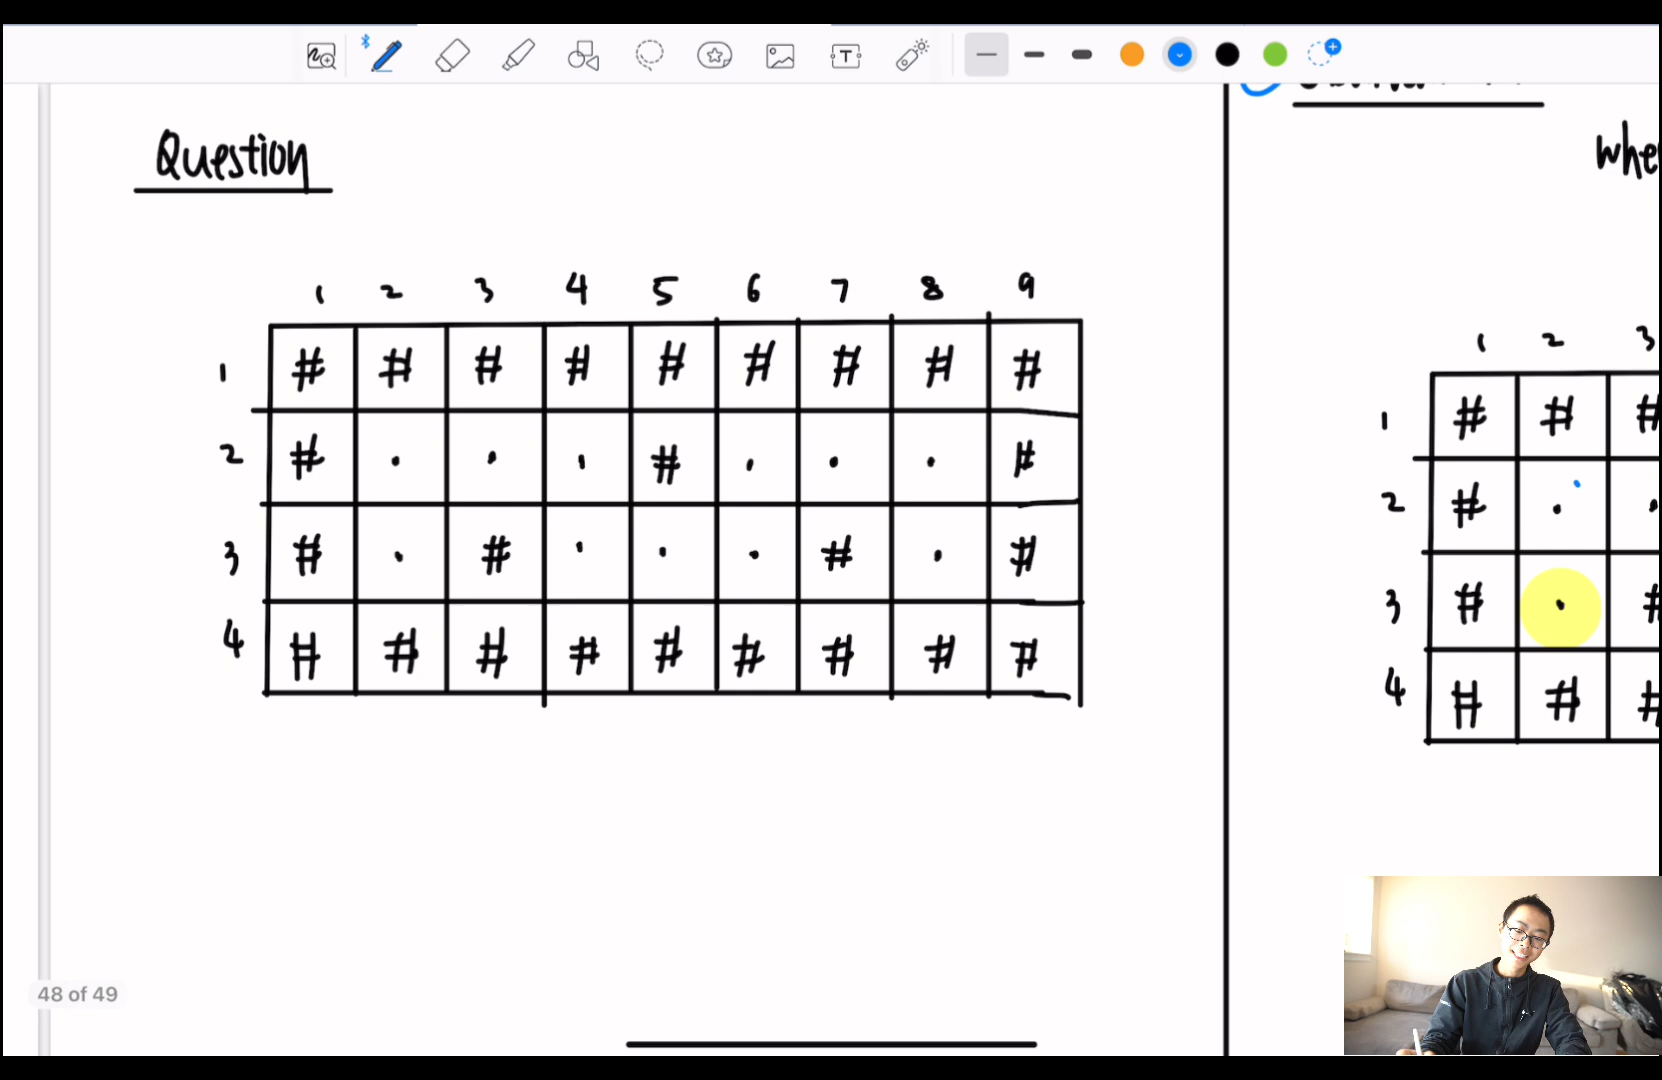 T
Question
whe
1 2 3 4 5 6 7 8 9
1 # # # # # # # # #
2 # . . . # . . . #
3 # . # . . . # . #
4 # # # # # # # # #
1 2 3
1 # # #
2 # . .
3 # . #
4 # # #
48 of 49